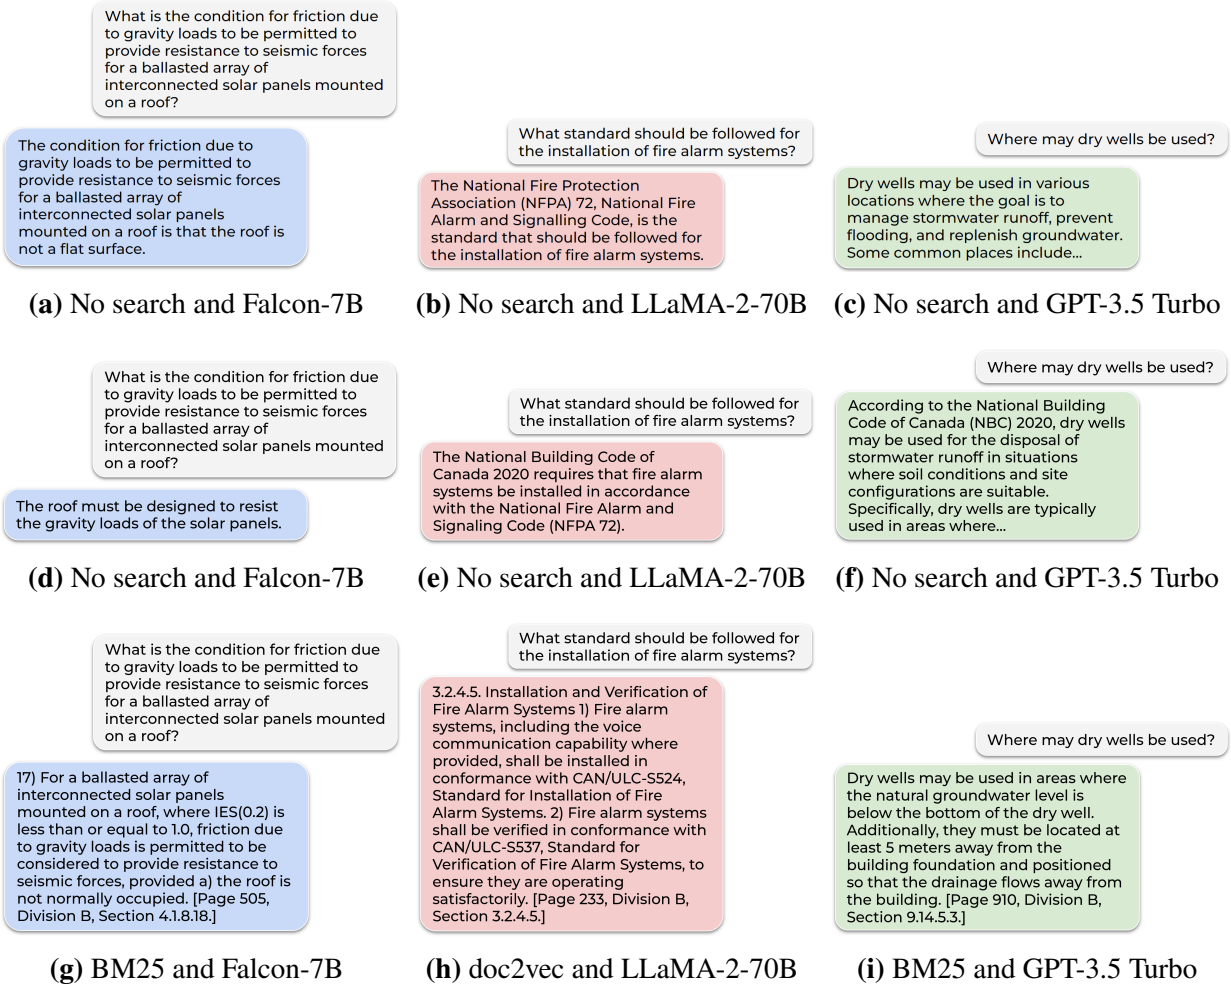 What is the condition for friction due
to gravity loads to be permitted to
provide resistance to seismic forces
for a ballasted array of
interconnected solar panels mounted
on a roof?
The condition for friction due to
gravity loads to be permitted to
provide resistance to seismic forces
for a ballasted array of
interconnected solar panels
mounted on a roof is that the roof is
not a flat surface.
(a) No search and Falcon-7B
What standard should be followed for
the installation of fire alarm systems?
The National Fire Protection
Association (NFPA) 72, National Fire
Alarm and Signalling Code, is the
standard that should be followed for
the installation of fire alarm systems.
(b) No search and LLaMA-2-70B
Where may dry wells be used?
Dry wells may be used in various
locations where the goal is to
manage stormwater runoff, prevent
flooding, and replenish groundwater.
Some common places include...
(c) No search and GPT-3.5 Turbo
What is the condition for friction due
to gravity loads to be permitted to
provide resistance to seismic forces
for a ballasted array of
interconnected solar panels mounted
on a roof?
The roof must be designed to resist
the gravity loads of the solar panels.
(d) No search and Falcon-7B
What standard should be followed for
the installation of fire alarm systems?
The National Building Code of
Canada 2020 requires that fire alarm
systems be installed in accordance
with the National Fire Alarm and
Signaling Code (NFPA 72).
(e) No search and LLaMA-2-70B
Where may dry wells be used?
According to the National Building
Code of Canada (NBC) 2020, dry wells
may be used for the disposal of
stormwater runoff in situations
where soil conditions and site
configurations are suitable.
Specifically, dry wells are typically
used in areas where...
(f) No search and GPT-3.5 Turbo
What is the condition for friction due
to gravity loads to be permitted to
provide resistance to seismic forces
for a ballasted array of
interconnected solar panels mounted
on a roof?
17) For a ballasted array of
interconnected solar panels
mounted on a roof, where IES(0.2) is
less than or equal to 1.0, friction due
to gravity loads is permitted to be
considered to provide resistance to
seismic forces, provided a) the roof is
not normally occupied. [Page 505,
Division B, Section 4.1.8.18.]
(g) BM25 and Falcon-7B
What standard should be followed for
the installation of fire alarm systems?
3.2.4.5. Installation and Verification of
Fire Alarm Systems 1) Fire alarm
systems, including the voice
communication capability where
provided, shall be installed in
conformance with CAN/ULC-S524,
Standard for Installation of Fire
Alarm Systems. 2) Fire alarm systems
shall be verified in conformance with
CAN/ULC-S537, Standard for
Verification of Fire Alarm Systems, to
ensure they are operating
satisfactorily. [Page 233, Division B,
Section 3.2.4.5.]
(h) doc2vec and LLaMA-2-70B
Where may dry wells be used?
Dry wells may be used in areas where
the natural groundwater level is
below the bottom of the dry well.
Additionally, they must be located at
least 5 meters away from the
building foundation and positioned
so that the drainage flows away from
the building. [Page 910, Division B,
Section 9.14.5.3.]
(i) BM25 and GPT-3.5 Turbo